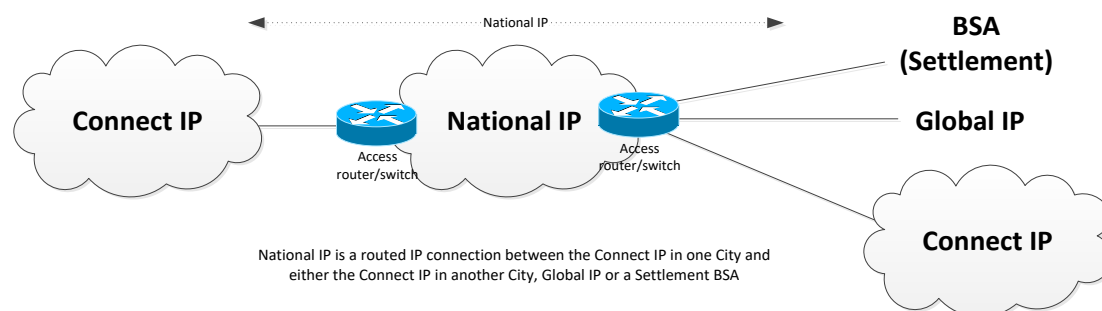 National IP
BSA
(Settlement)
Connect IP
National IP
Global IP
Access
router/switch
Access
router/switch
Connect IP
National IP is a routed IP connection between the Connect IP in one City and
either the Connect IP in another City, Global IP or a Settlement BSA